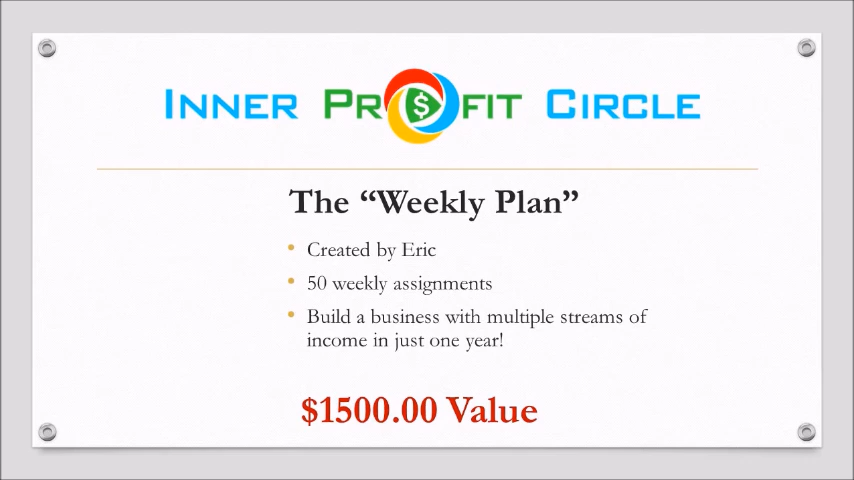 INNER PROFIT CIRCLE
The “Weekly Plan”
• Created by Eric
• 50 weekly assignments
• Build a business with multiple streams of
income in just one year!
$1500.00 Value